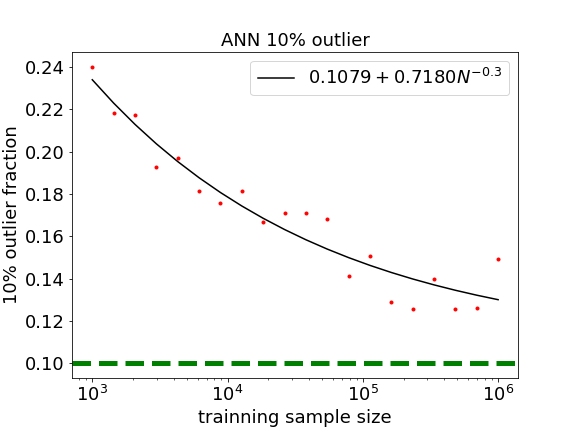 ANN 10% outlier
0.1079 + 0.7180N^{-0.3}
10% outlier fraction
0.24
0.22
0.20
0.18
0.16
0.14
0.12
0.10
10^3 10^4 10^5 10^6
trainning sample size